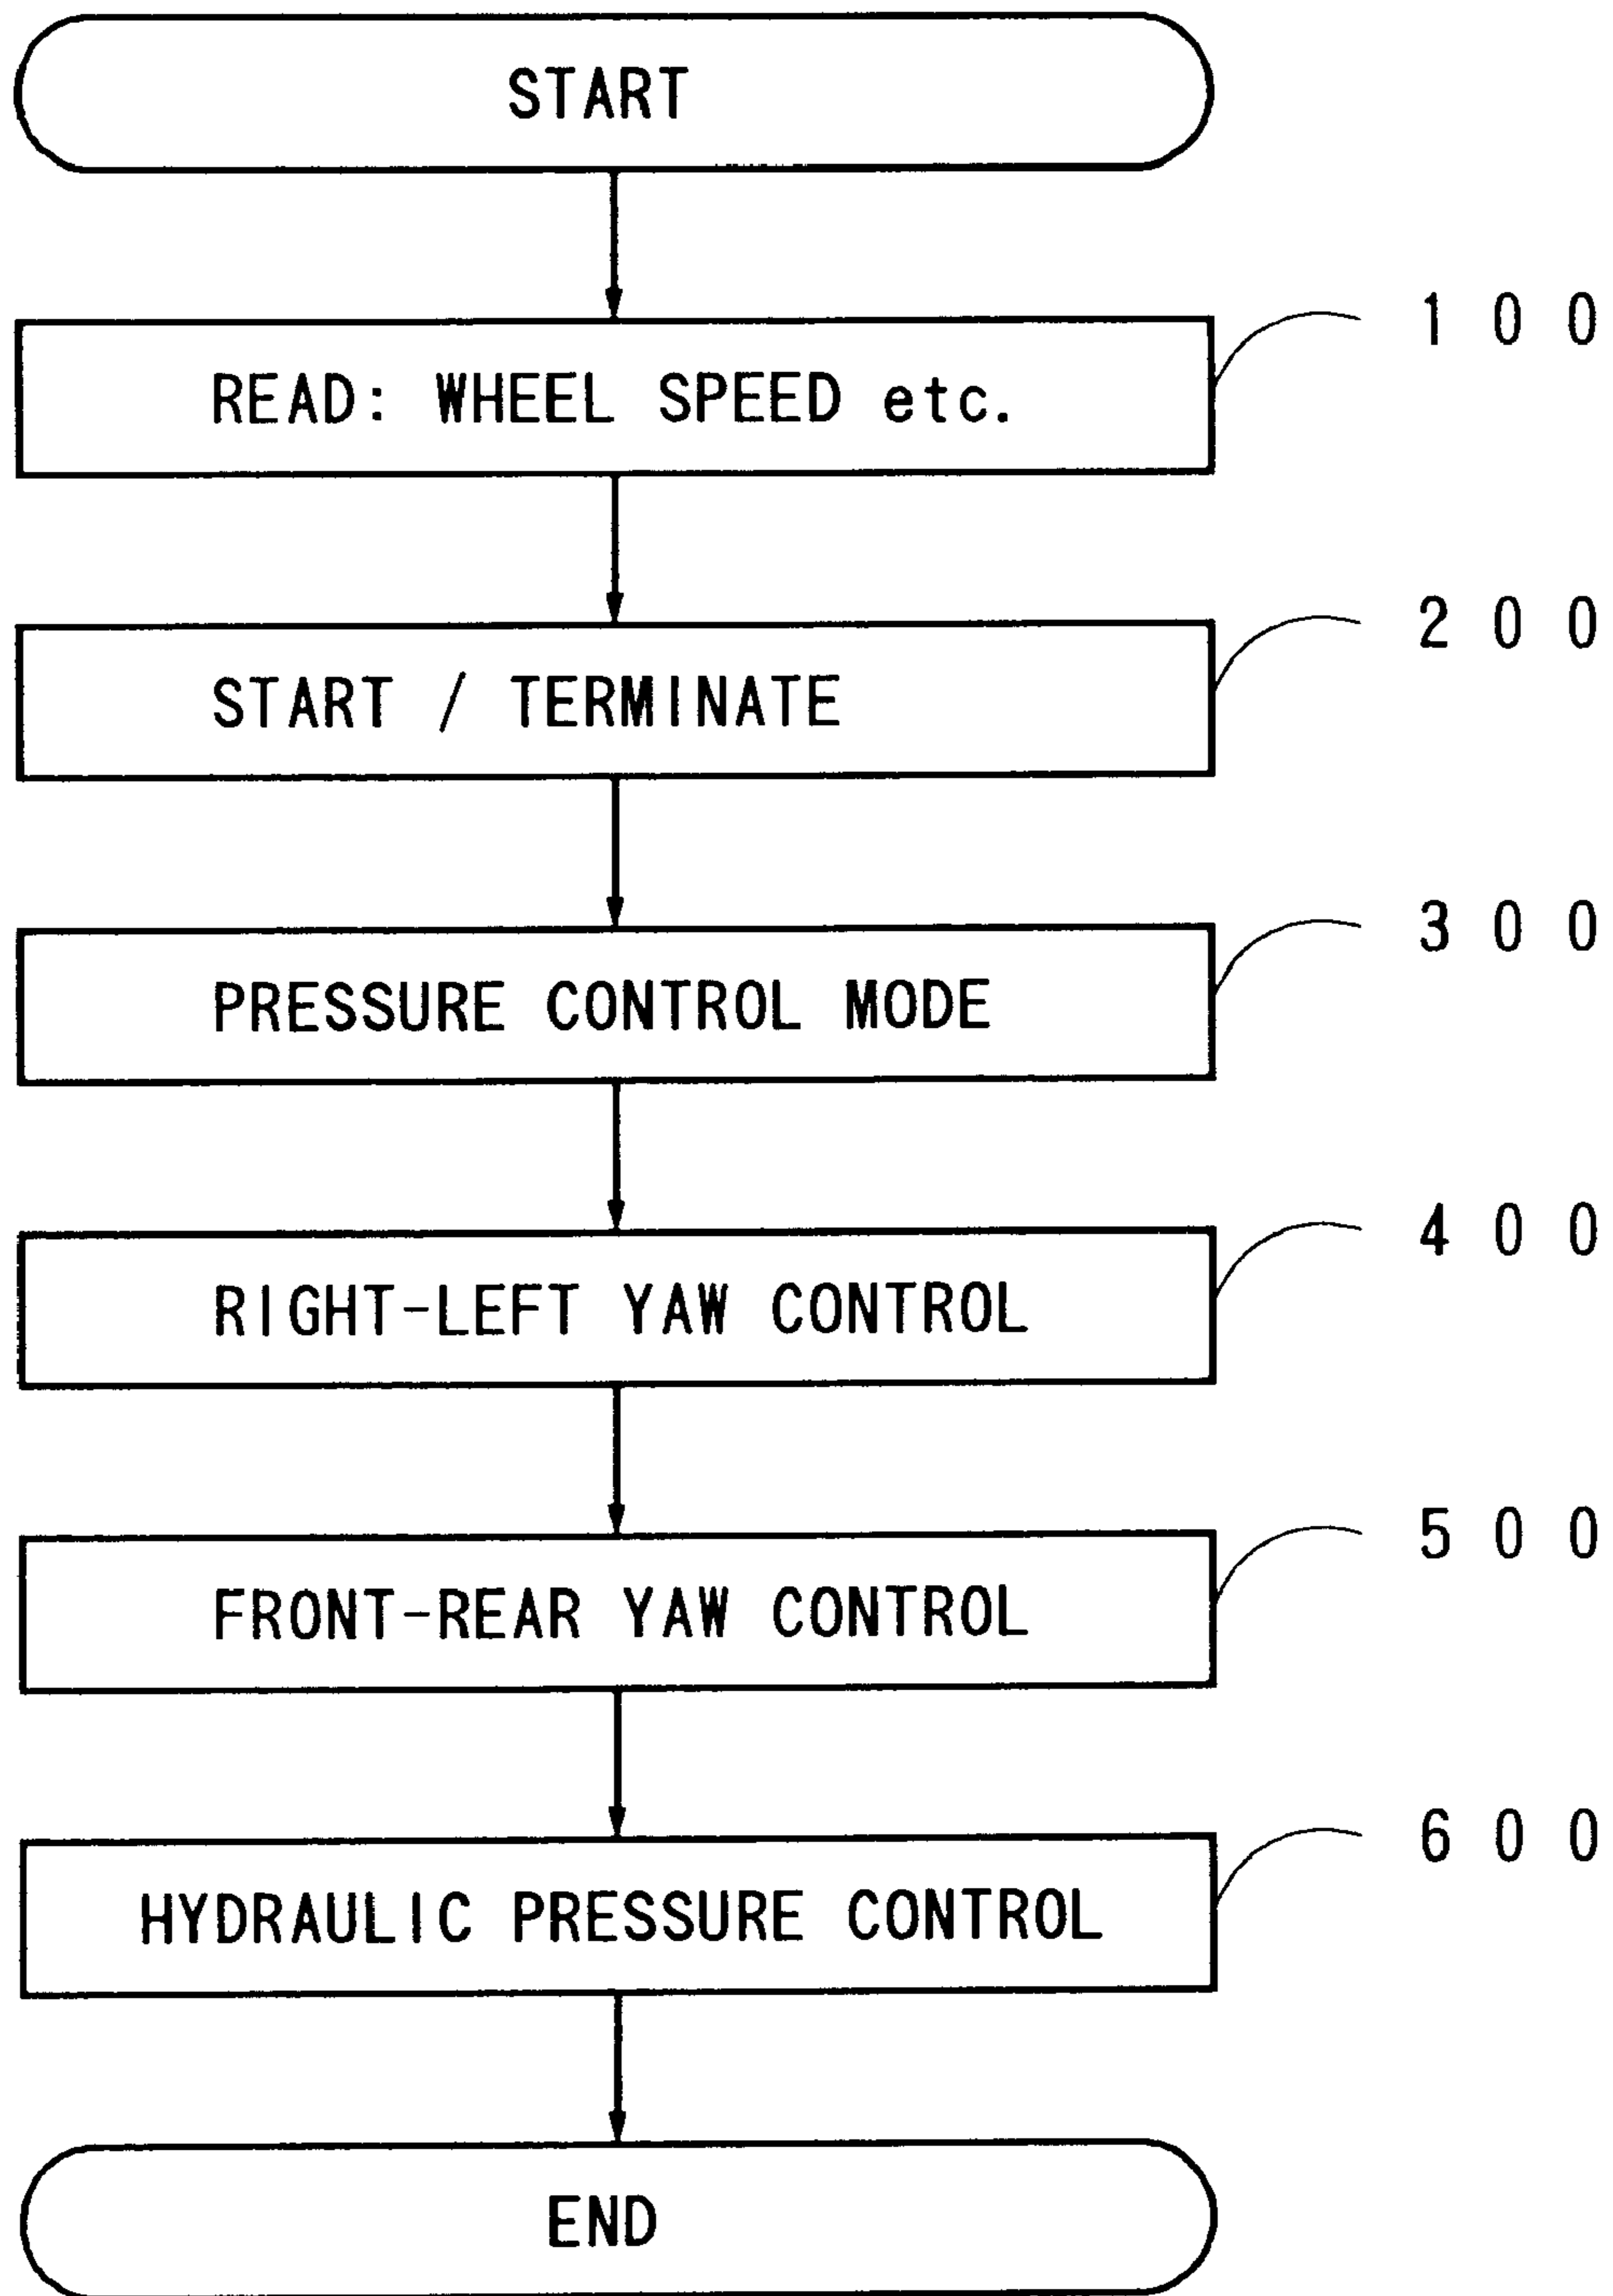 START
READ: WHEEL SPEED etc.
100
START / TERMINATE
200
PRESSURE CONTROL MODE
300
RIGHT-LEFT YAW CONTROL
400
FRONT-REAR YAW CONTROL
500
HYDRAULIC PRESSURE CONTROL
600
END